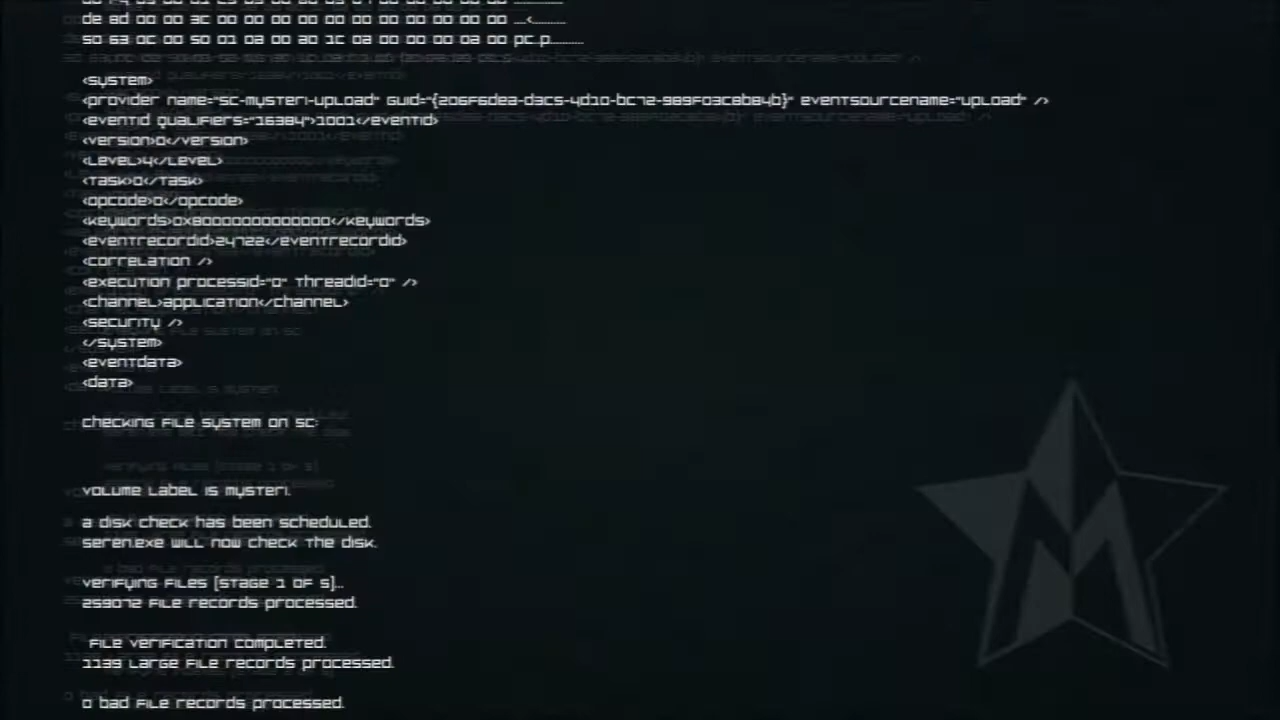 de 8d 00 00 3c 00 00 00 00 00 00 00 00 00 00 00 ...<...........
50 63 0c 00 50 01 0a 00 a0 1c 0a 00 00 00 0a 00 pc.p...........
<system>
<provider name="sc-mysteri-upload" guid="{206f6dea-d3c5-4d10-bc72-989f03c8b84b}" eventsourcename="upload" />
<eventid qualifiers="16384">1001</eventid>
<version>0</version>
<level>4</level>
<task>0</task>
<opcode>0</opcode>
<keywords>0x80000000000000</keywords>
<eventrecordid>24722</eventrecordid>
<correlation />
<execution processid="0" threadid="0" />
<channel>application</channel>
<security />
</system>
<eventdata>
<data>
checking file system on sc:
volume label is mysteri.
a disk check has been scheduled.
seren.exe will now check the disk.
verifying files [stage 1 of 5]...
259072 file records processed.
file verification completed.
1139 large file records processed.
0 bad file records processed.
M